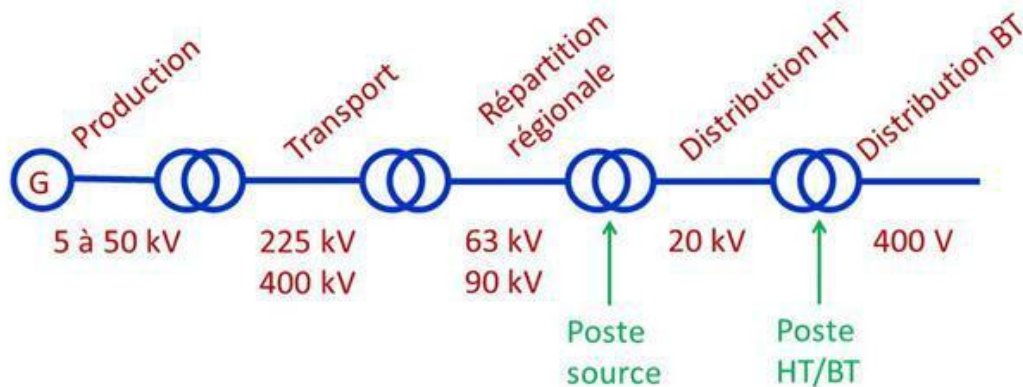 Production
Transport
Répartition
régionale
Distribution HT
Distribution BT
G
5 à 50 kV
225 kV
400 kV
63 kV
90 kV
20 kV
400 V
Poste
source
Poste
HT/BT